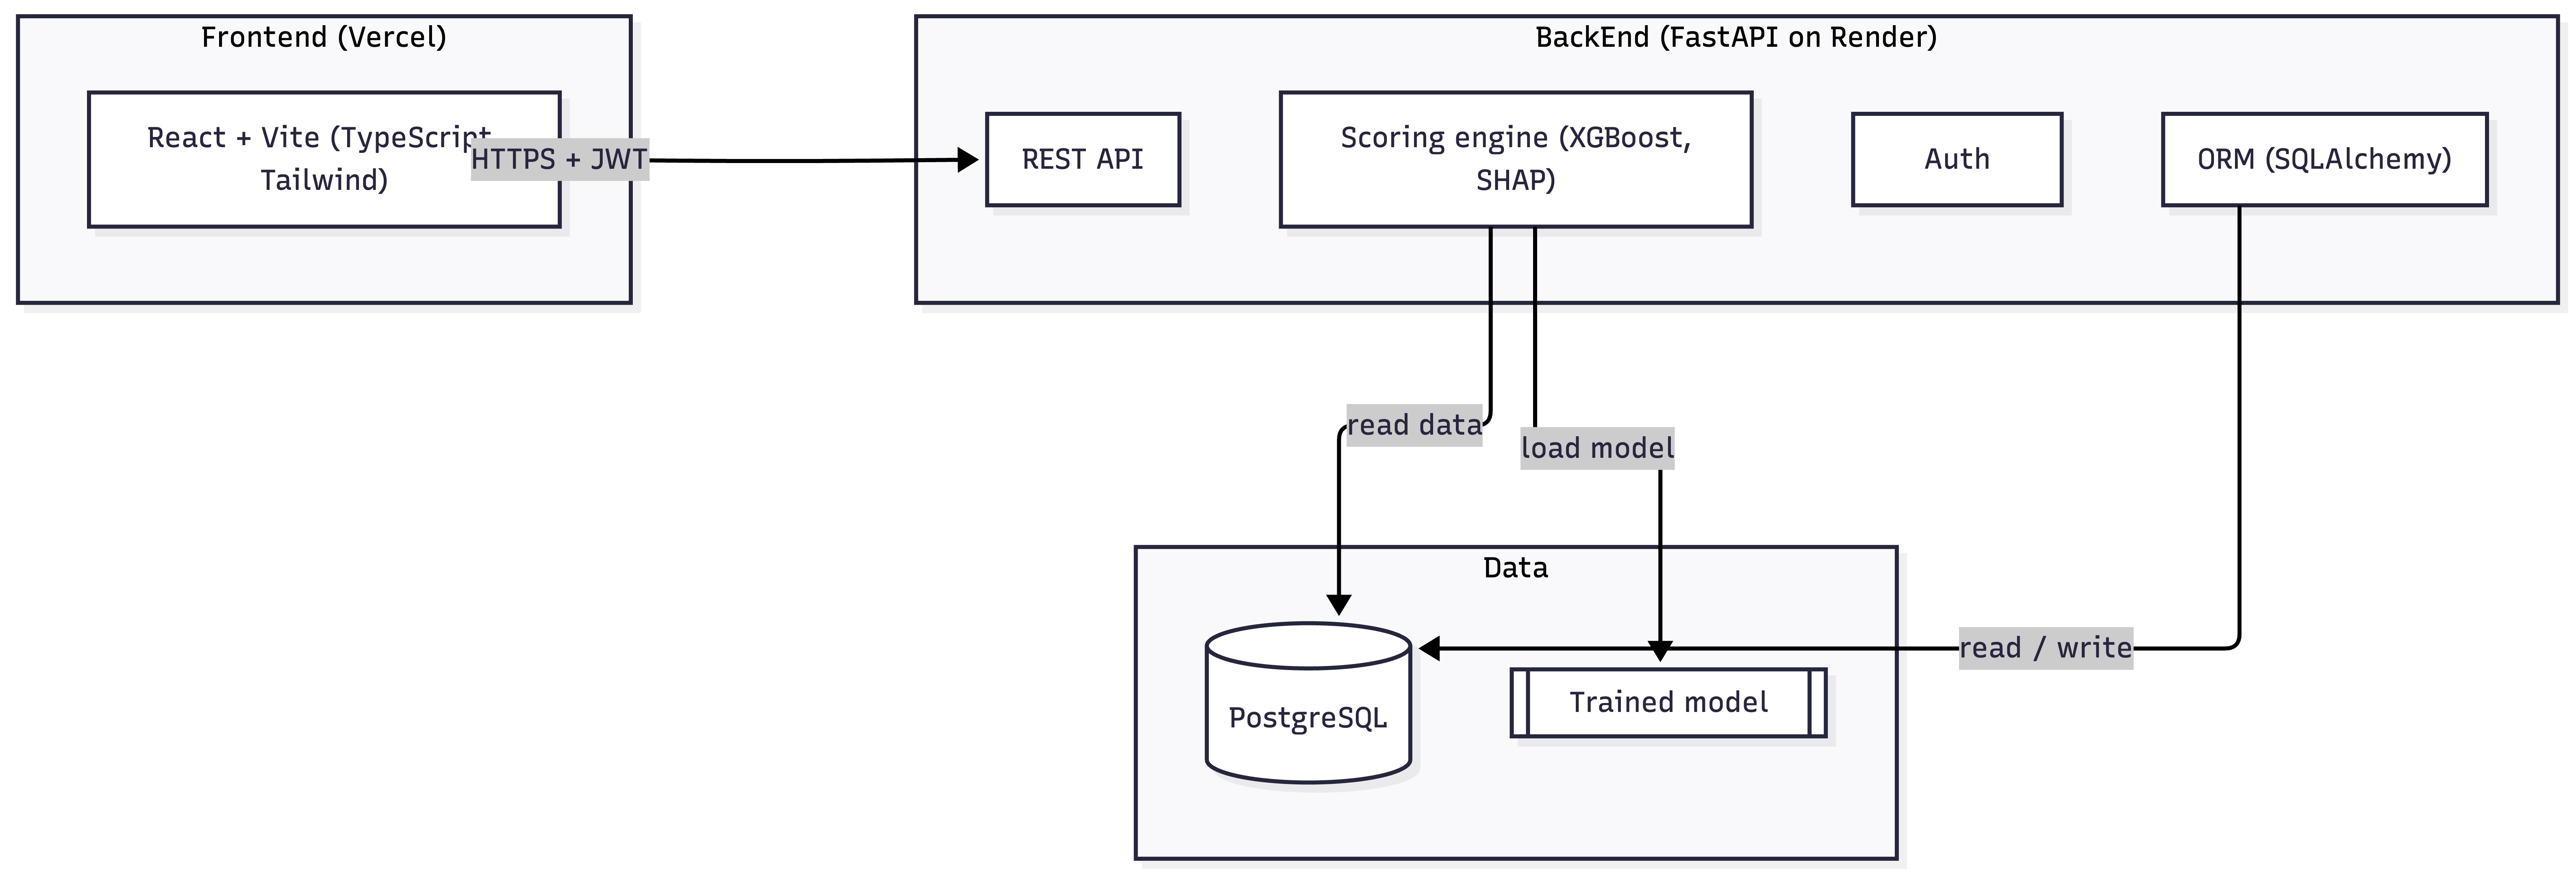 Frontend (Vercel)
BackEnd (FastAPI on Render)
React + Vite (TypeScript
Tailwind)
HTTPS + JWT
REST API
Scoring engine (XGBoost,
SHAP)
Auth
ORM (SQLAlchemy)
read data
load model
Data
read / write
PostgreSQL
Trained model